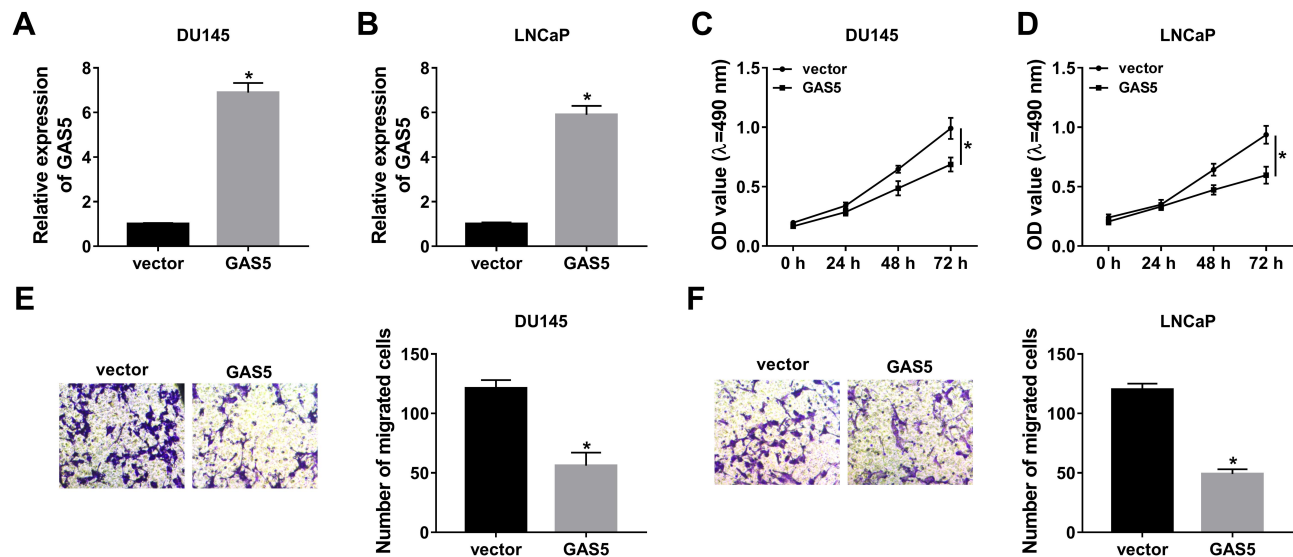 A
DU145
Relative expression
of GAS5
8
6
4
2
0
*
vector
GAS5
B
LNCaP
Relative expression
of GAS5
8
6
4
2
0
*
vector
GAS5
C
DU145
OD value (λ=490 nm)
1.5
1.0
0.5
0.0
vector
GAS5
*
0 h
24 h
48 h
72 h
D
LNCaP
OD value (λ=490 nm)
1.5
1.0
0.5
0.0
vector
GAS5
*
0 h
24 h
48 h
72 h
E
vector
GAS5
DU145
Number of migrated cells
150
100
50
0
*
vector
GAS5
F
vector
GAS5
LNCaP
Number of migrated cells
150
100
50
0
*
vector
GAS5